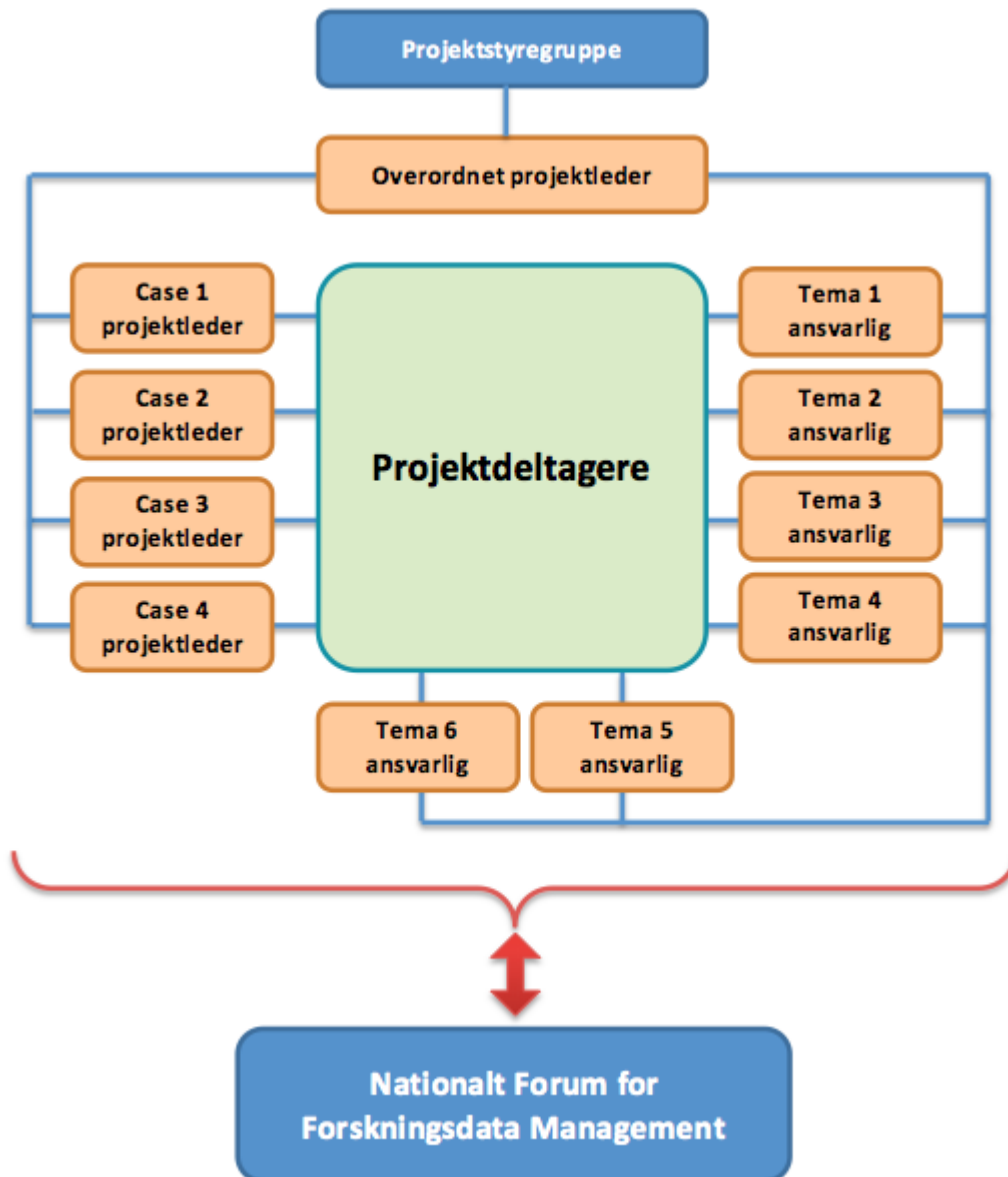 Projektstyregruppe
Overordnet projektleder
Case 1
projektleder
Case 2
projektleder
Case 3
projektleder
Case 4
projektleder
Projektdeltagere
Tema 1
ansvarlig
Tema 2
ansvarlig
Tema 3
ansvarlig
Tema 4
ansvarlig
Tema 6
ansvarlig
Tema 5
ansvarlig
Nationalt Forum for
Forskningsdata Management